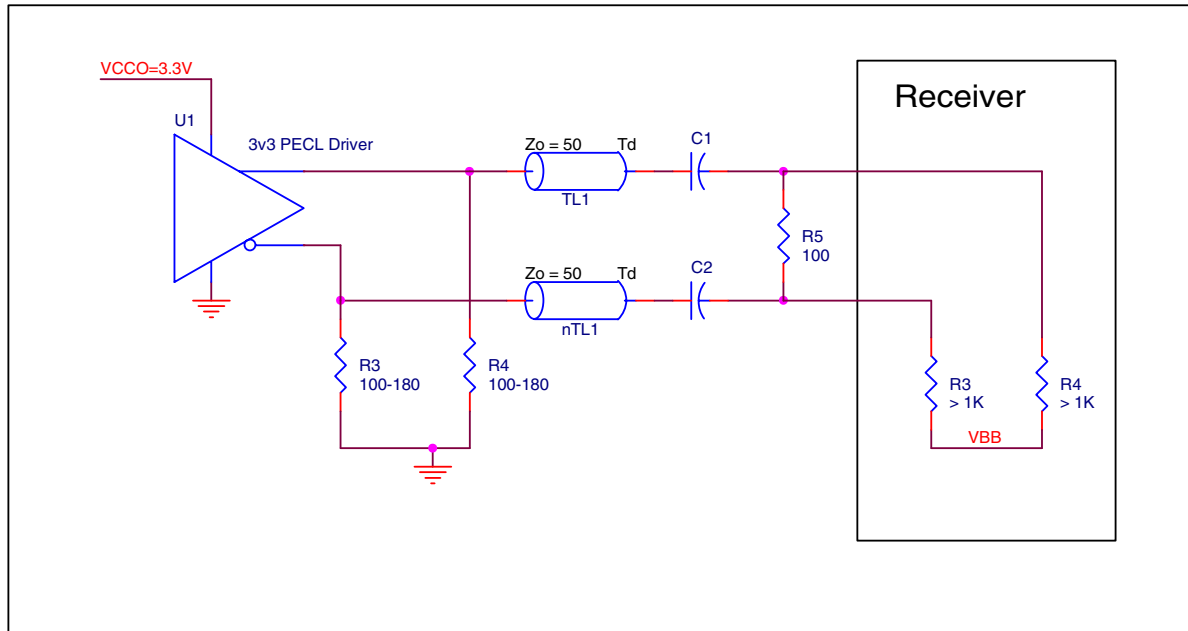 VCCO=3.3V
Receiver
U1
3v3 PECL Driver
Zo = 50 Td
C1
TL1
R5
100
Zo = 50 Td
C2
nTL1
R3
100-180
R4
100-180
R3
> 1K
R4
> 1K
VBB